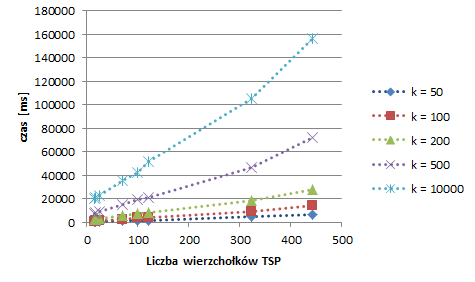 180000
160000
140000
120000
100000
80000
60000
40000
20000
0
czas [ms]
0 100 200 300 400 500
Liczba wierzchołków TSP
k = 50
k = 100
k = 200
k = 500
k = 10000